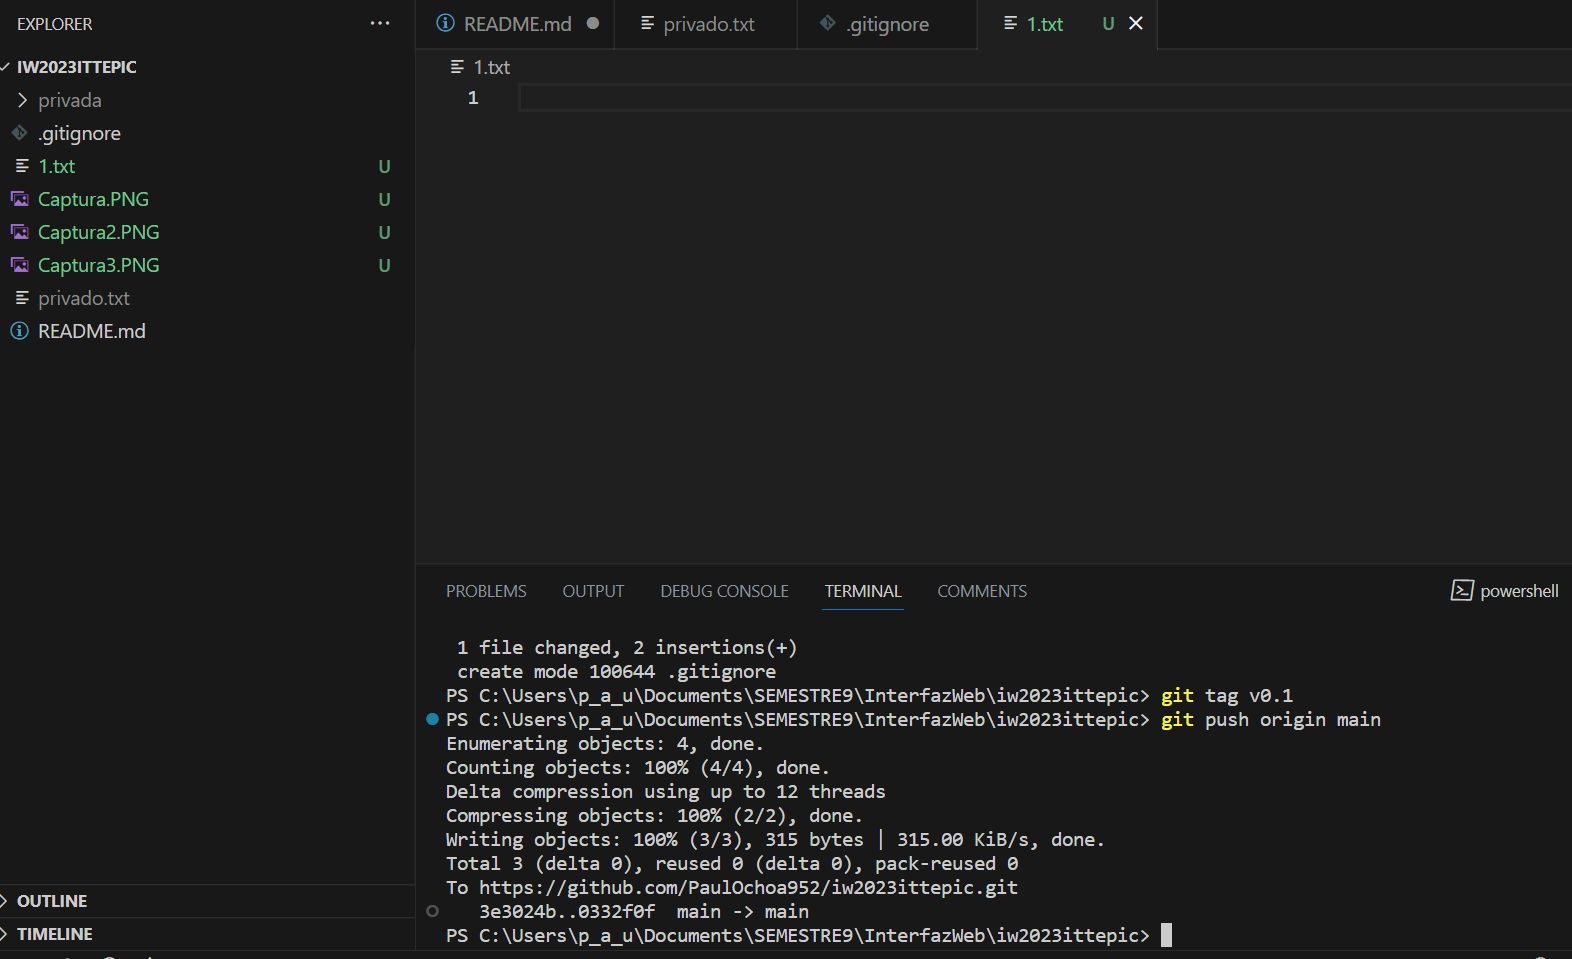 EXPLORER ...
IW2023ITTEPIC
privada
.gitignore
1.txt U
Captura.PNG U
Captura2.PNG U
Captura3.PNG U
privado.txt
README.md
OUTLINE
TIMELINE
README.md privado.txt .gitignore 1.txt U
1.txt
1
PROBLEMS OUTPUT DEBUG CONSOLE TERMINAL COMMENTS powershell
1 file changed, 2 insertions(+)
create mode 100644 .gitignore
PS C:\Users\p_a_u\Documents\SEMESTRE9\InterfazWeb\iw2023ittepic> git tag v0.1
PS C:\Users\p_a_u\Documents\SEMESTRE9\InterfazWeb\iw2023ittepic> git push origin main
Enumerating objects: 4, done.
Counting objects: 100% (4/4), done.
Delta compression using up to 12 threads
Compressing objects: 100% (2/2), done.
Writing objects: 100% (3/3), 315 bytes | 315.00 KiB/s, done.
Total 3 (delta 0), reused 0 (delta 0), pack-reused 0
To https://github.com/PaulOchoa952/iw2023ittepic.git
3e3024b..0332f0f main -> main
PS C:\Users\p_a_u\Documents\SEMESTRE9\InterfazWeb\iw2023ittepic>